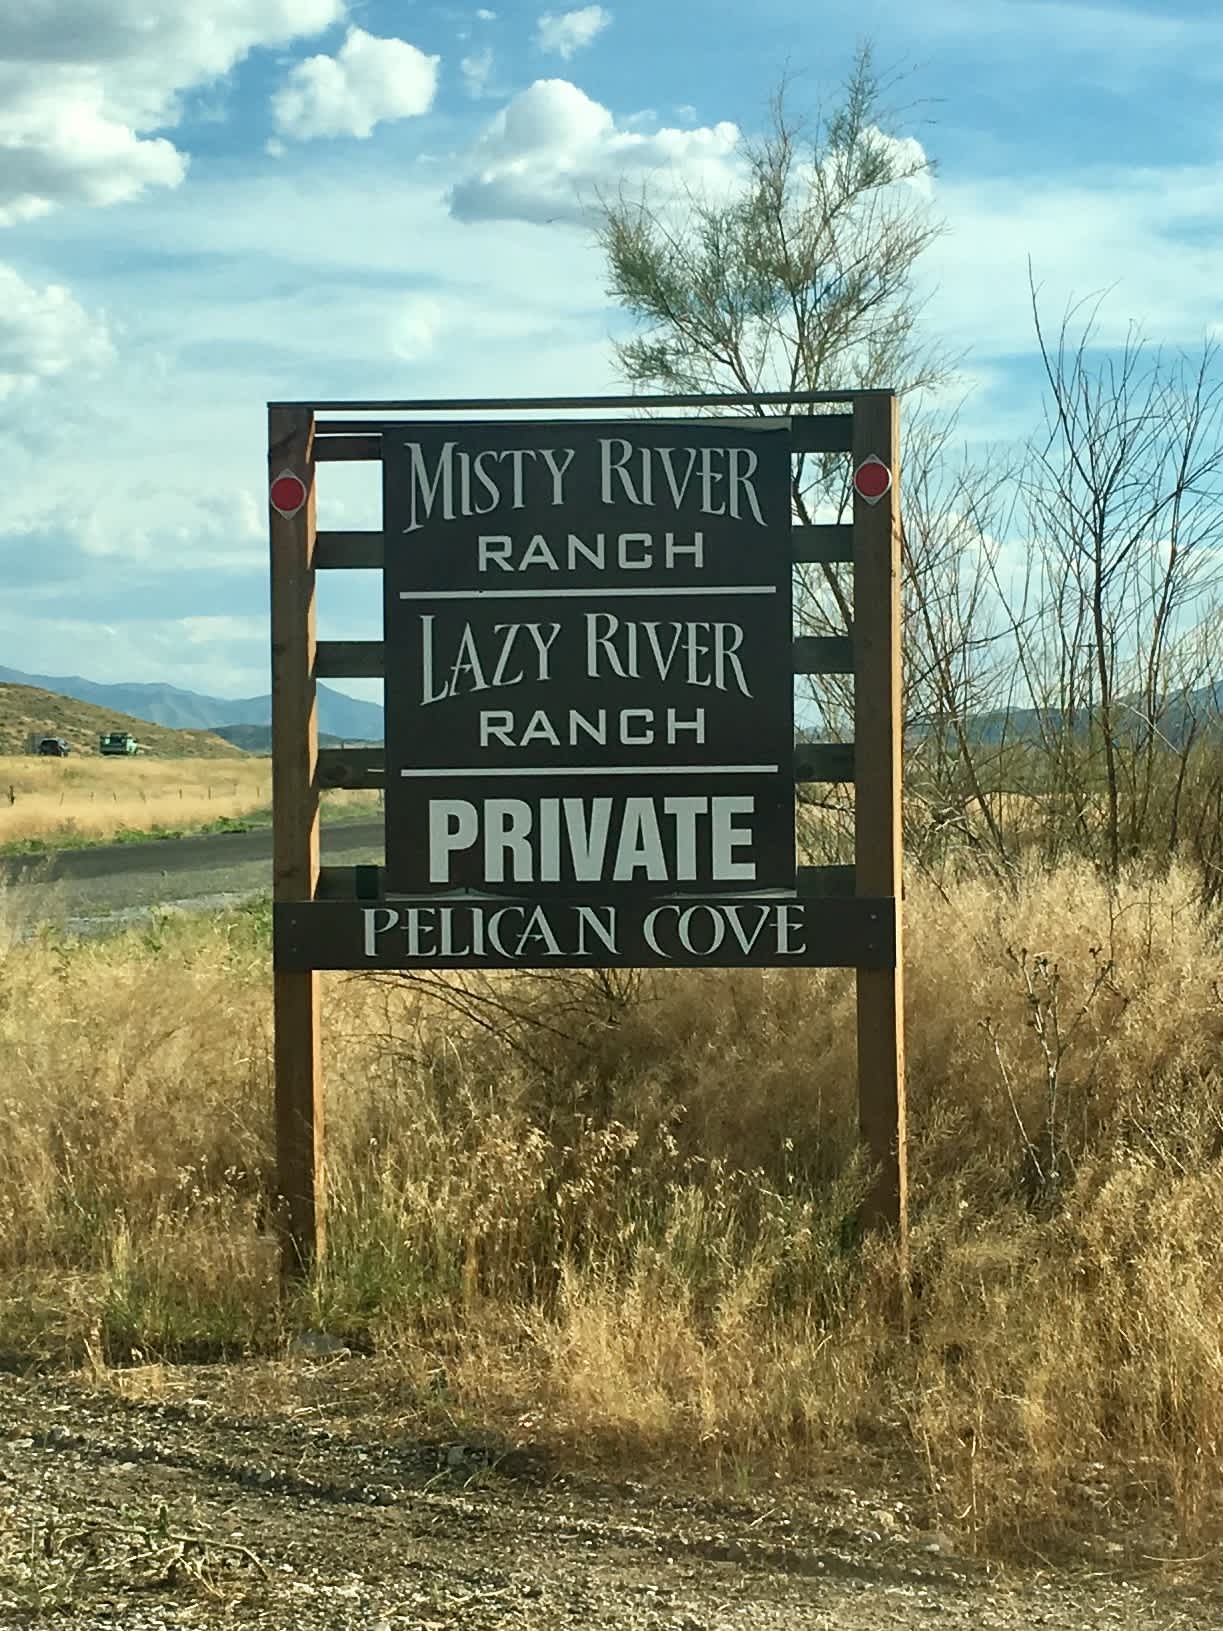 MISTY RIVER
RANCH
LAZY RIVER
RANCH
PRIVATE
PELICAN COVE